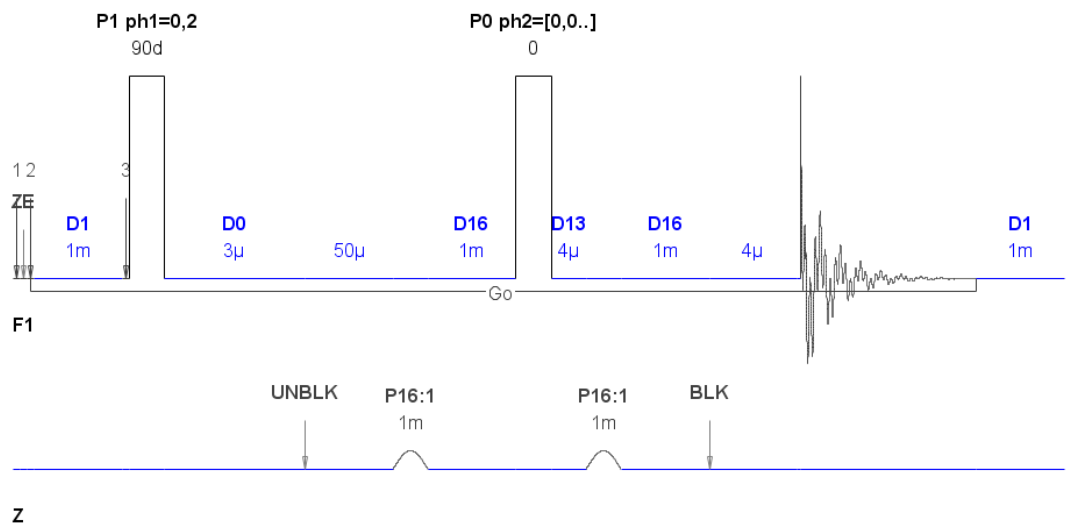 P1 ph1=0,2 P0 ph2=[0,0..]
90d 0
1 2 3
ZE
D1 D0 D16 D13 D16 D1
1m 3µ 50µ 1m 4µ 1m 4µ 1m
Go
F1
UNBLK P16:1 P16:1 BLK
1m 1m
Z